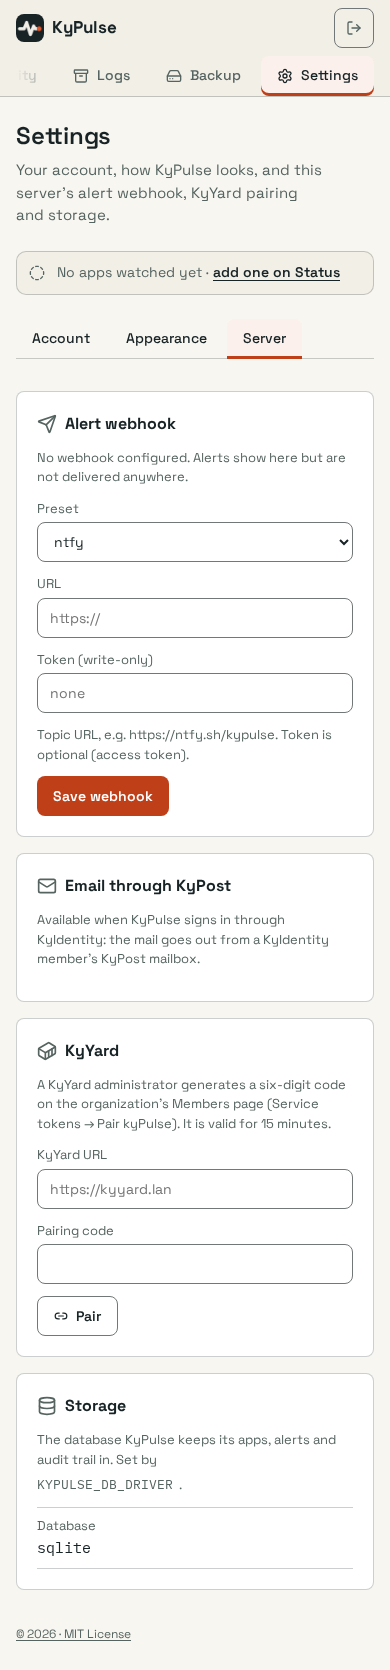 KyPulse
ity
Logs
Backup
Settings
Settings
Your account, how KyPulse looks, and this
server's alert webhook, KyYard pairing
and storage.
No apps watched yet · add one on Status
Account
Appearance
Server
Alert webhook
No webhook configured. Alerts show here but are
not delivered anywhere.
Preset
ntfy
URL
https://
Token (write-only)
none
Topic URL, e.g. https://ntfy.sh/kypulse. Token is
optional (access token).
Save webhook
Email through KyPost
Available when KyPulse signs in through
KyIdentity: the mail goes out from a KyIdentity
member's KyPost mailbox.
KyYard
A KyYard administrator generates a six-digit code
on the organization's Members page (Service
tokens → Pair kyPulse). It is valid for 15 minutes.
KyYard URL
https://kyyard.lan
Pairing code
Pair
Storage
The database KyPulse keeps its apps, alerts and
audit trail in. Set by
KYPULSE_DB_DRIVER .
Database
sqlite
© 2026 · MIT License